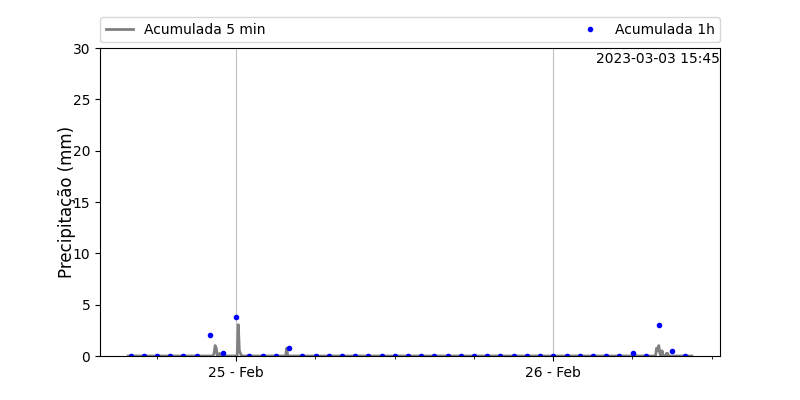 Acumulada 5 min
Acumulada 1h
2023-03-03 15:45
Precipitação (mm)
30
25
20
15
10
5
0
25 - Feb
26 - Feb